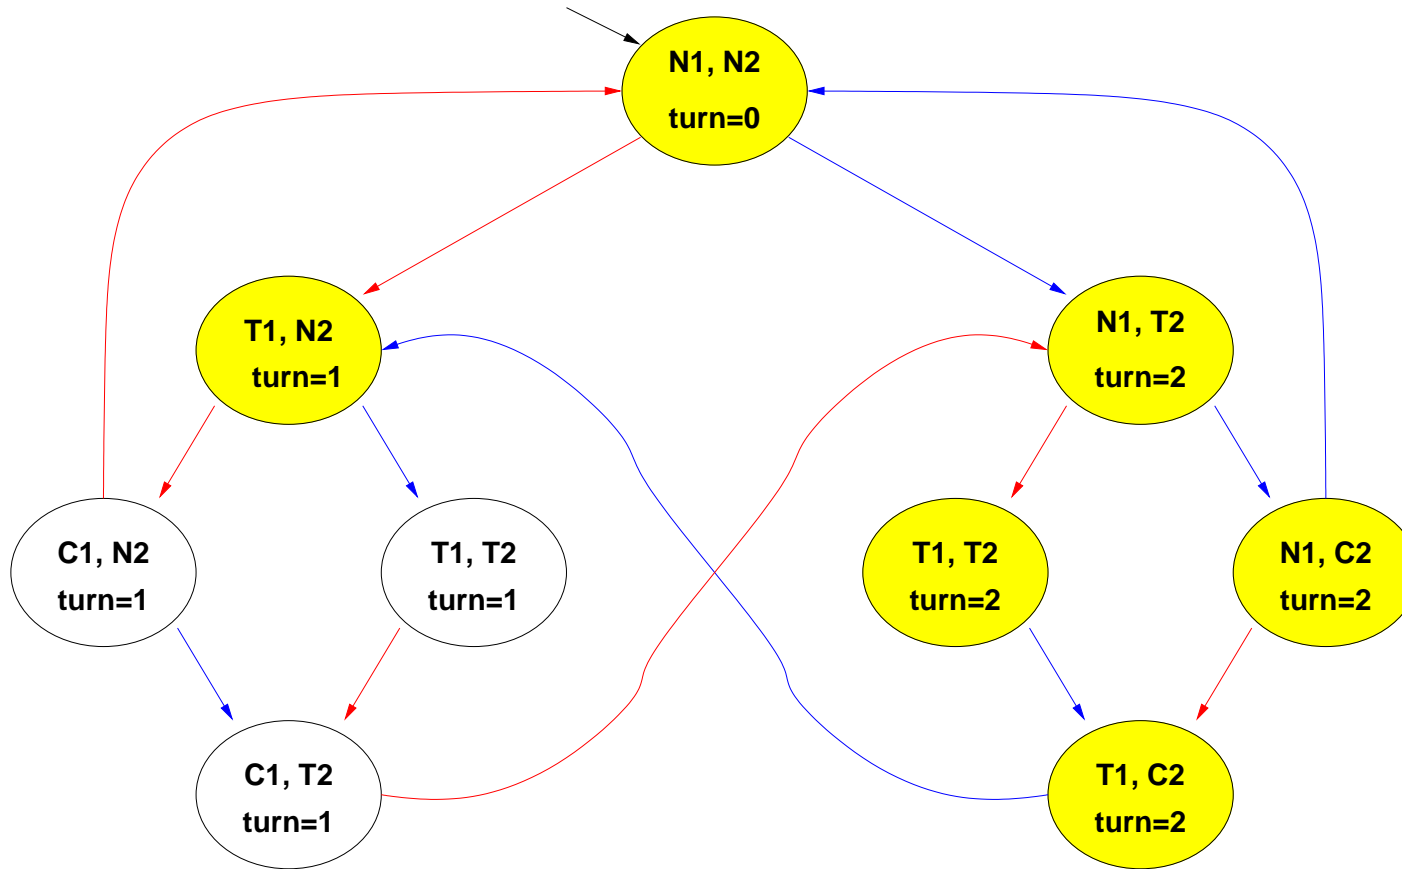 N1, N2
turn=0
T1, N2
turn=1
N1, T2
turn=2
C1, N2
turn=1
T1, T2
turn=1
T1, T2
turn=2
N1, C2
turn=2
C1, T2
turn=1
T1, C2
turn=2